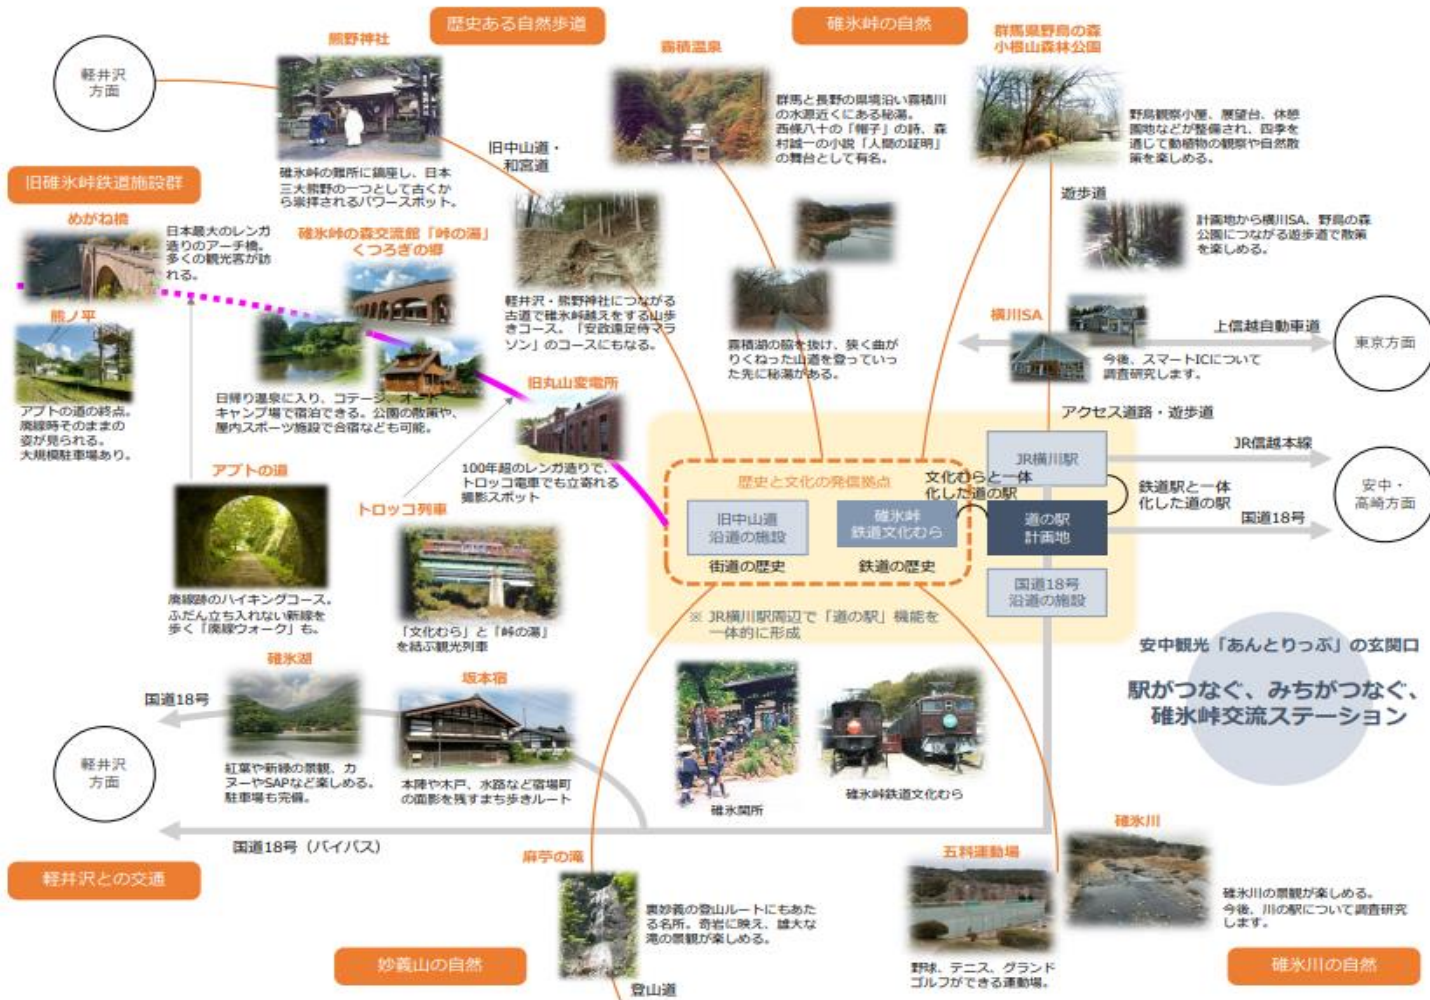 歴史ある自然歩道
碓氷峠の自然
群馬県野鳥の森
小根山森林公園
軽井沢
方面
熊野神社
碓氷峠の難所に鎮座し、日本
三大熊野の一つとして古くか
ら崇拝されるパワースポット。
旧中山道・
和宮道
霧積温泉
群馬と長野の県境沿い霧積川
の水源近くにある秘湯。
西條八十の「帽子」の詩、森
村誠一の小説「人間の証明」
の舞台として有名。
野鳥観察小屋、展望台、休憩
園地などが整備され、四季を
通じて動植物の観察や自然散
策を楽しめる。
遊歩道
計画地から横川SA、野鳥の森
公園につながる遊歩道で散策
を楽しめる。
旧碓氷峠鉄道施設群
めがね橋
日本最大のレンガ
造りのアーチ橋。
多くの観光客が訪
れる。
碓氷峠の森交流館「峠の湯」
くつろぎの郷
日帰り温泉に入り、コテージ、オート
キャンプ場で宿泊できる。公園の散策や、
屋内スポーツ施設で合宿なども可能。
軽井沢・熊野神社につながる
古道で碓氷峠越えをする山歩
きコース。「安政遠足侍マラ
ソン」のコースにもなる。
霧積湖の脇を抜け、狭く曲が
りくねった山道を登っていっ
た先に秘湯がある。
横川SA
今後、スマートICについて
調査研究します。
上信越自動車道
東京方面
熊ノ平
アプトの道の終点。
廃線時そのままの
姿が見られる。
大規模駐車場あり。
旧丸山変電所
100年超のレンガ造りで、
トロッコ電車でも立寄れる
撮影スポット
アプトの道
廃線跡のハイキングコース。
ふだん立ち入れない新線を
歩く「廃線ウォーク」も。
トロッコ列車
「文化むら」と「峠の湯」
を結ぶ観光列車
アクセス道路・遊歩道
JR横川駅
JR信越本線
歴史と文化の発信拠点
文化むらと一体
化した道の駅
鉄道駅と一体
化した道の駅
安中・
高崎方面
旧中山道
沿道の施設
碓氷峠
鉄道文化むら
道の駅
計画地
国道18号
街道の歴史
鉄道の歴史
国道18号
沿道の施設
※ JR横川駅周辺で「道の駅」機能を
一体的に形成
安中観光「あんとりっぷ」の玄関口
駅がつなぐ、みちがつなぐ、
碓氷峠交流ステーション
碓氷湖
国道18号
紅葉や新緑の景観、カ
ヌーやSAPなど楽しめる。
駐車場も完備。
坂本宿
本陣や木戸、水路など宿場町
の面影を残すまち歩きルート
軽井沢
方面
国道18号（バイパス）
碓氷関所
碓氷峠鉄道文化むら
軽井沢との交通
麻苧の滝
裏妙義の登山ルートにもあた
る名所。奇岩に映え、雄大な
滝の景観が楽しめる。
登山道
妙義山の自然
五料運動場
野球、テニス、グランド
ゴルフができる運動場。
碓氷川
碓氷川の景観が楽しめる。
今後、川の駅について調査研究
します。
碓氷川の自然